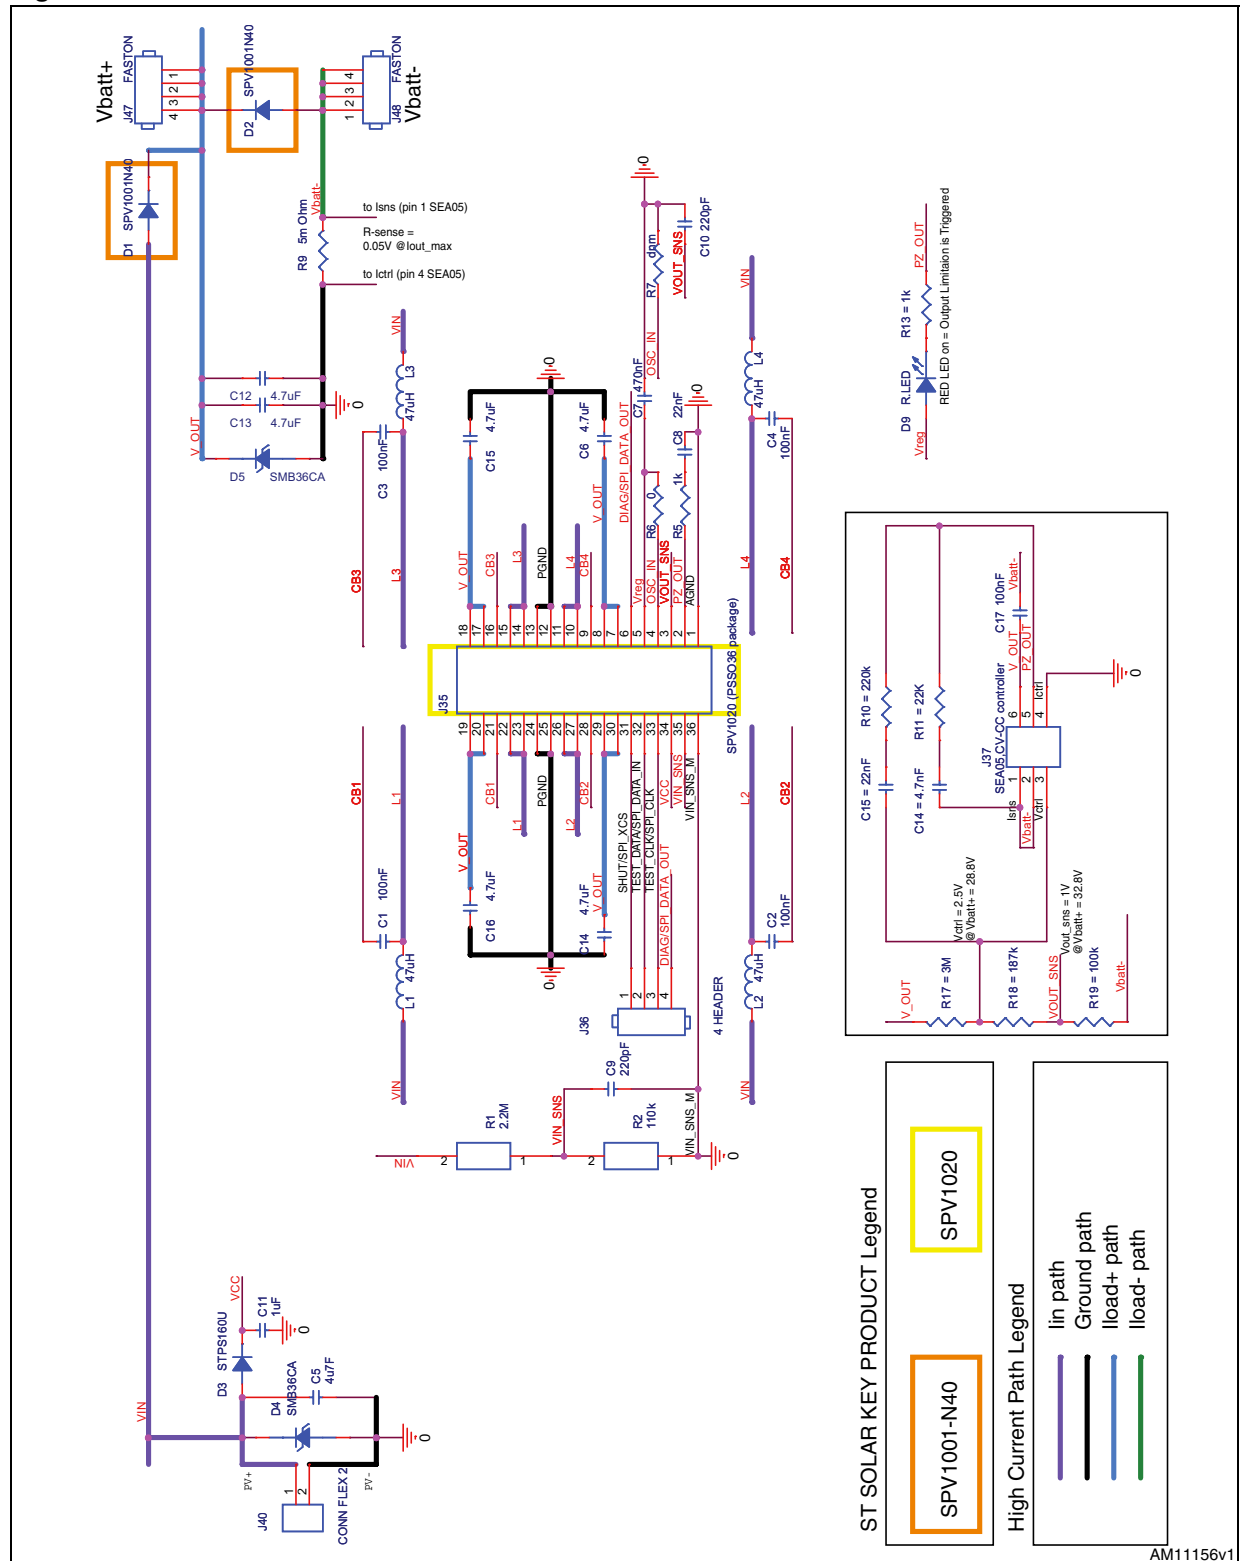 Vbatt+
J47
FASTON
4 3 2 1
D2
SPV1001N40
J48
FASTON
1 2 3 4
Vbatt-
D1
SPV1001N40
R9
5m Ohm
Vbatt-
to Isns (pin 1 SEA05)
R-sense =
0.05V @Iout_max
to Ictrl (pin 4 SEA05)
C12
4.7uF
C13
4.7uF
V_OUT
D5
SMB36CA
0
VIN
L3
47uH
C3 100nF
CB3
L3
C15
4.7uF
C6
4.7uF
0
V_OUT
V_OUT
CB3
L3
PGND
L4
CB4
DIAG/SPI_DATA_OUT
Vreg
OSC_IN
VOUT_SNS
PZ_OUT
AGND
R6
0
R5
1k
C7
470nF
C8
22nF
0
OSC_IN
R7
dnm
VOUT_SNS
C10 220pF
0
VIN
L4
47uH
C4
100nF
L4
CB4
D9
R.LED
R13 = 1k
PZ_OUT
Vreg
RED LED on = Output Limitaion is Triggered
18
17
16
15
14
13
12
11
10
9
8
7
6
5
4
3
2
1
J35
SPV1020 (PSSO36 package)
19
20
21
22
23
24
25
26
27
28
29
30
31
32
33
34
35
36
CB1
L1
C1 100nF
L1
47uH
VIN
V_OUT
C16
4.7uF
CB1
L1
PGND
L2
CB2
V_OUT
C14
4.7uF
0
SHUT/SPI_XCS
TEST_DATA/SPI_DATA_IN
TEST_CLK/SPI_CLK
VCC
VIN_SNS
VIN_SNS_M
DIAG/SPI_DATA_OUT
J36
1
2
3
4
4 HEADER
L2
CB2
C2
100nF
L2
47uH
VIN
C9
220pF
VIN
R1
2.2M
2
1
VIN_SNS
R2
110k
2
1
VIN_SNS_M
0
C15 = 22nF
R10 = 220k
C14 = 4.7nF
R11 = 22K
J37
SEA05,CV-CC controller
Isns
Vctrl
Vbatt-
1
2
3
6
5
4
V_OUT
PZ_OUT
Ictrl
C17 100nF
Vbatt-
0
Vctrl = 2.5V
@ Vbatt+ = 28.8V
Vout_sns = 1V
@Vbatt+ = 32.8V
V_OUT
R17 = 3M
R18 = 187k
VOUT_SNS
R19 = 100k
Vbatt-
VIN
VCC
D3
STPS160U
C11
1uF
0
D4
SMB36CA
C5
4u7F
0
PV+
PV-
J40
1
2
CONN FLEX 2
ST SOLAR KEY PRODUCT Legend
SPV1001-N40
SPV1020
High Current Path Legend
Iin path
Ground path
Iload+ path
Iload- path
AM11156v1